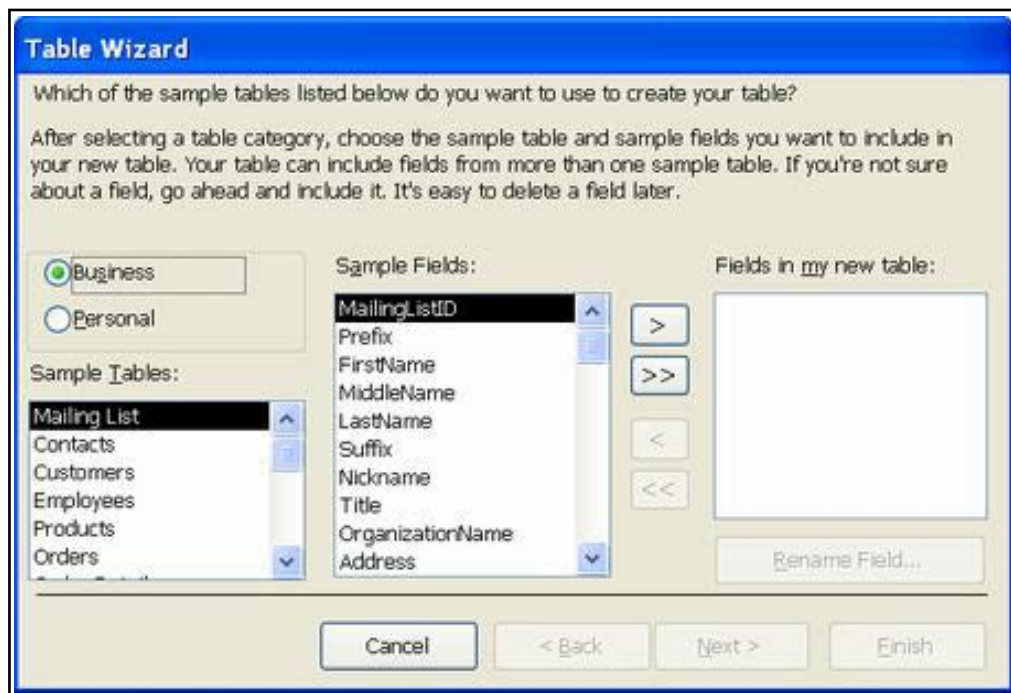 Table Wizard
Which of the sample tables listed below do you want to use to create your table?
After selecting a table category, choose the sample table and sample fields you want to include in
your new table. Your table can include fields from more than one sample table. If you're not sure
about a field, go ahead and include it. It's easy to delete a field later.
Business
Personal
Sample Tables:
Mailing List
Contacts
Customers
Employees
Products
Orders
Sample Fields:
MailingListID
Prefix
FirstName
MiddleName
LastName
Suffix
Nickname
Title
OrganizationName
Address
>
>>
<
<<
Fields in my new table:
Rename Field...
Cancel
< Back
Next >
Finish